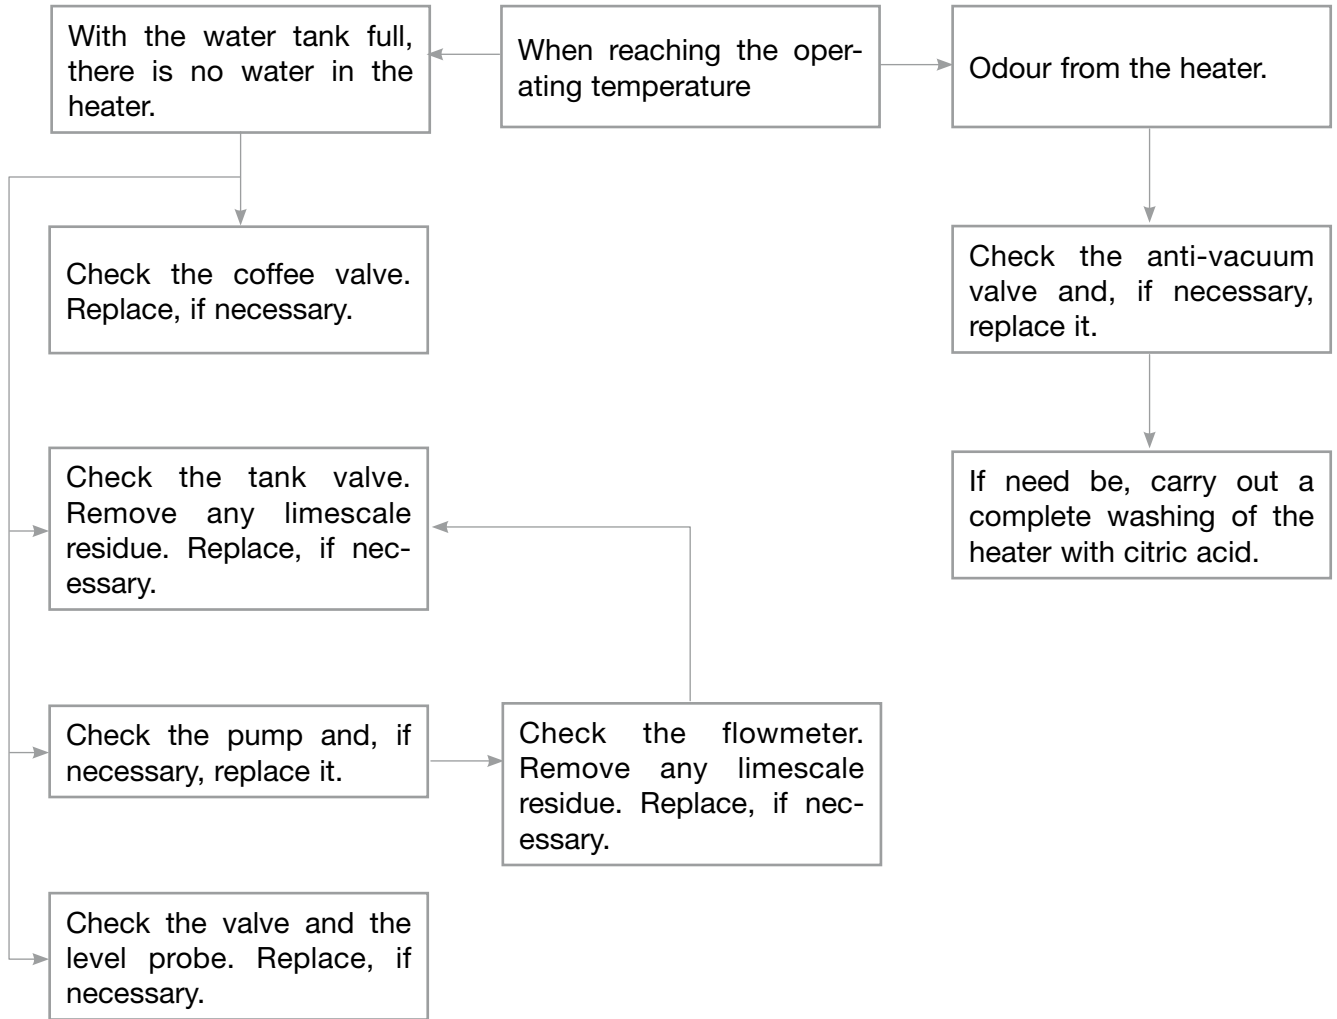 With the water tank full,
there is no water in the
heater.
When reaching the oper-
ating temperature
Odour from the heater.
Check the coffee valve.
Replace, if necessary.
Check the anti-vacuum
valve and, if necessary,
replace it.
Check the tank valve.
Remove any limescale
residue. Replace, if nec-
essary.
If need be, carry out a
complete washing of the
heater with citric acid.
Check the pump and, if
necessary, replace it.
Check the flowmeter.
Remove any limescale
residue. Replace, if nec-
essary.
Check the valve and the
level probe. Replace, if
necessary.